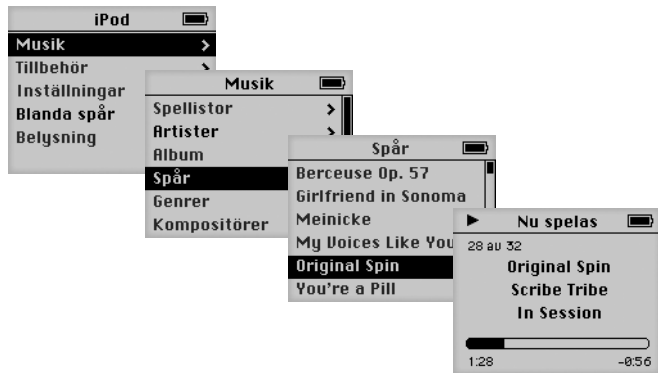 iPod
Musik
Tillbehör
Inställningar
Blanda spår
Belysning
Musik
Spellistor
Artister
Album
Spår
Genrer
Kompositörer
Spår
Berceuse Op. 57
Girlfriend in Sonoma
Meinicke
My Voices Like You
Original Spin
You're a Pill
Nu spelas
28 av 32
Original Spin
Scribe Tribe
In Session
1:28 -0:56